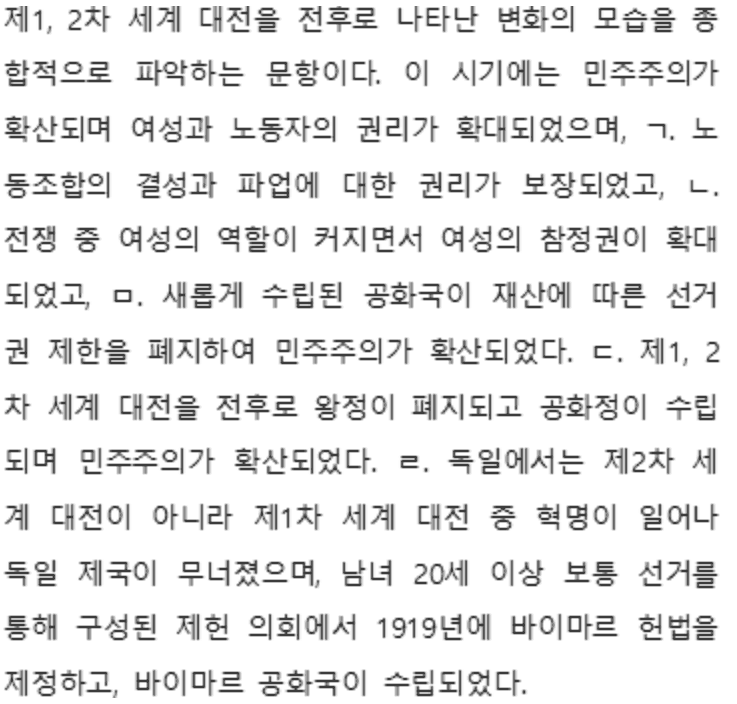 제1, 2차 세계 대전을 전후로 나타난 변화의 모습을 종
합적으로 파악하는 문항이다. 이 시기에는 민주주의가
확산되며 여성과 노동자의 권리가 확대되었으며, ㄱ. 노
동조합의 결성과 파업에 대한 권리가 보장되었고, ㄴ.
전쟁 중 여성의 역할이 커지면서 여성의 참정권이 확대
되었고, ㅁ. 새롭게 수립된 공화국이 재산에 따른 선거
권 제한을 폐지하여 민주주의가 확산되었다. ㄷ. 제1, 2
차 세계 대전을 전후로 왕정이 폐지되고 공화정이 수립
되며 민주주의가 확산되었다. ㄹ. 독일에서는 제2차 세
계 대전이 아니라 제1차 세계 대전 중 혁명이 일어나
독일 제국이 무너졌으며, 남녀 20세 이상 보통 선거를
통해 구성된 제헌 의회에서 1919년에 바이마르 헌법을
제정하고, 바이마르 공화국이 수립되었다.